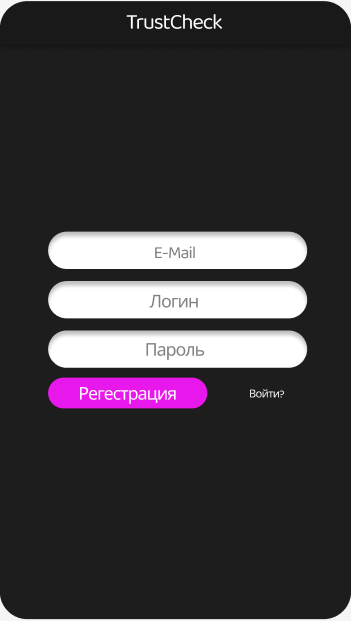 TrustCheck
E-Mail
Логин
Пароль
Регестрация
Войти?